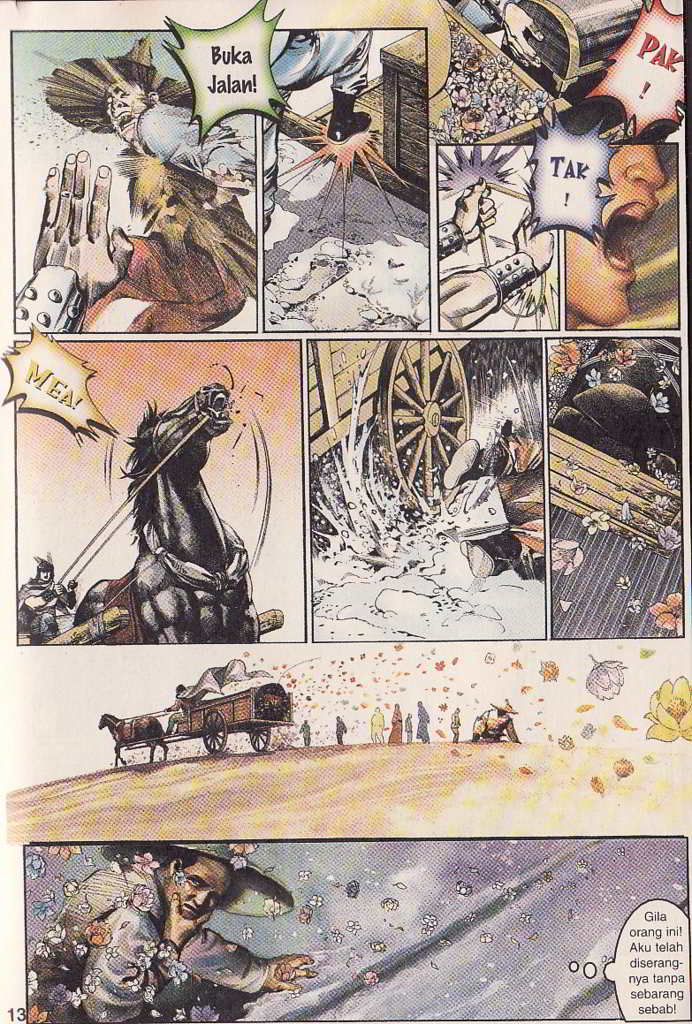 Buka
Jalan!
PAK
!
TAK
!
MEA!
Gila
orang ini!
Aku telah
diserang-
nya tanpa
sebarang
sebab!
13